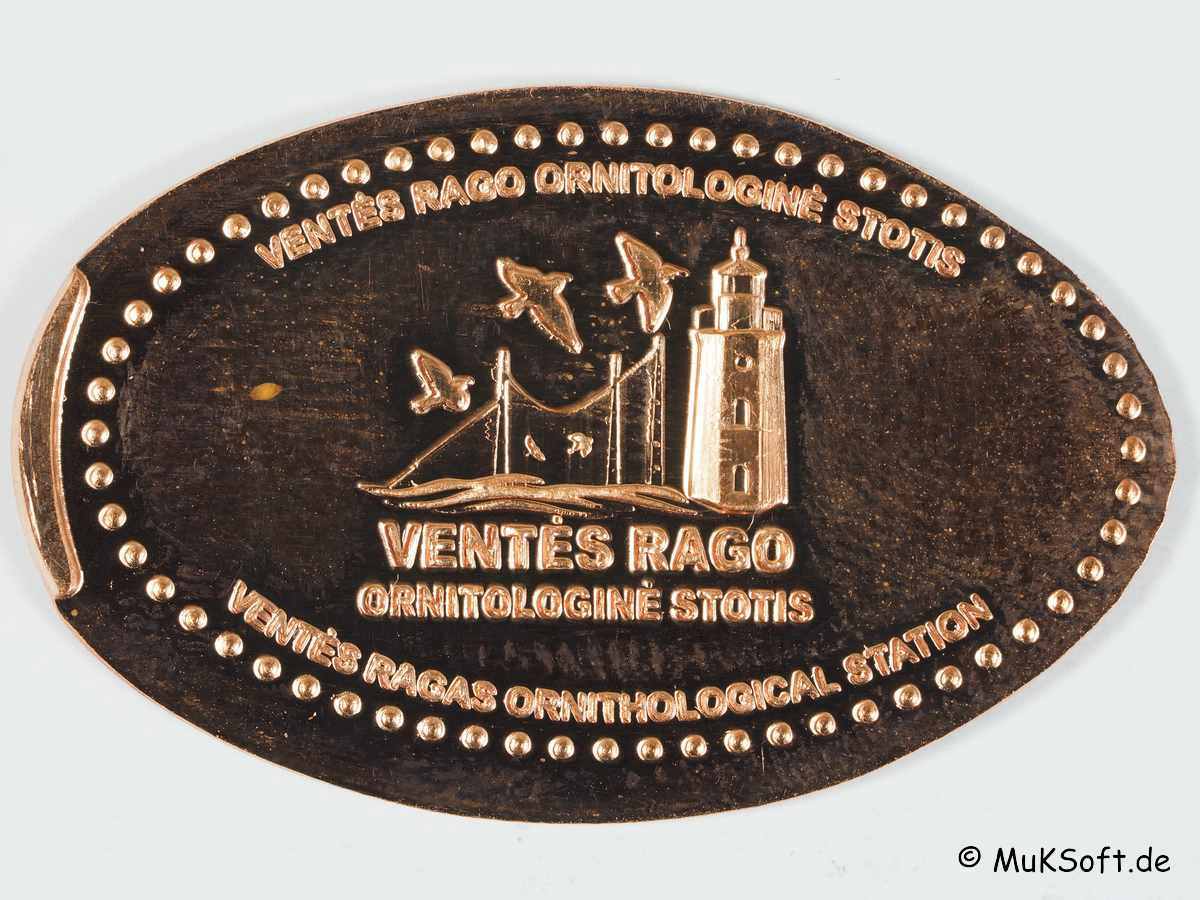 VENTĖS RAGO ORNITOLOGINĖ STOTIS
VENTĖS RAGO
ORNITOLOGINĖ STOTIS
VENTĖS RAGAS ORNITHOLOGICAL STATION
© MuKSoft.de